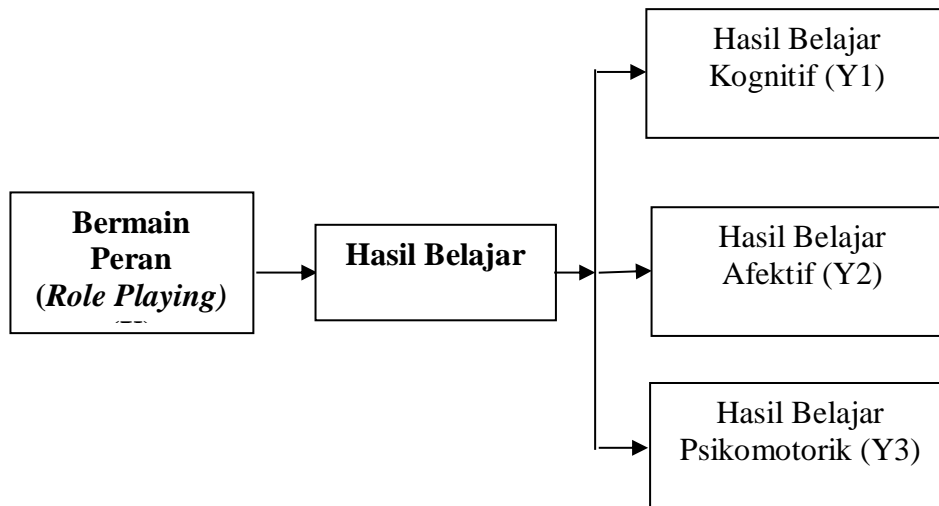 Hasil Belajar
Kognitif (Y1)
Bermain
Peran
(Role Playing)
Hasil Belajar
Hasil Belajar
Afektif (Y2)
Hasil Belajar
Psikomotorik (Y3)